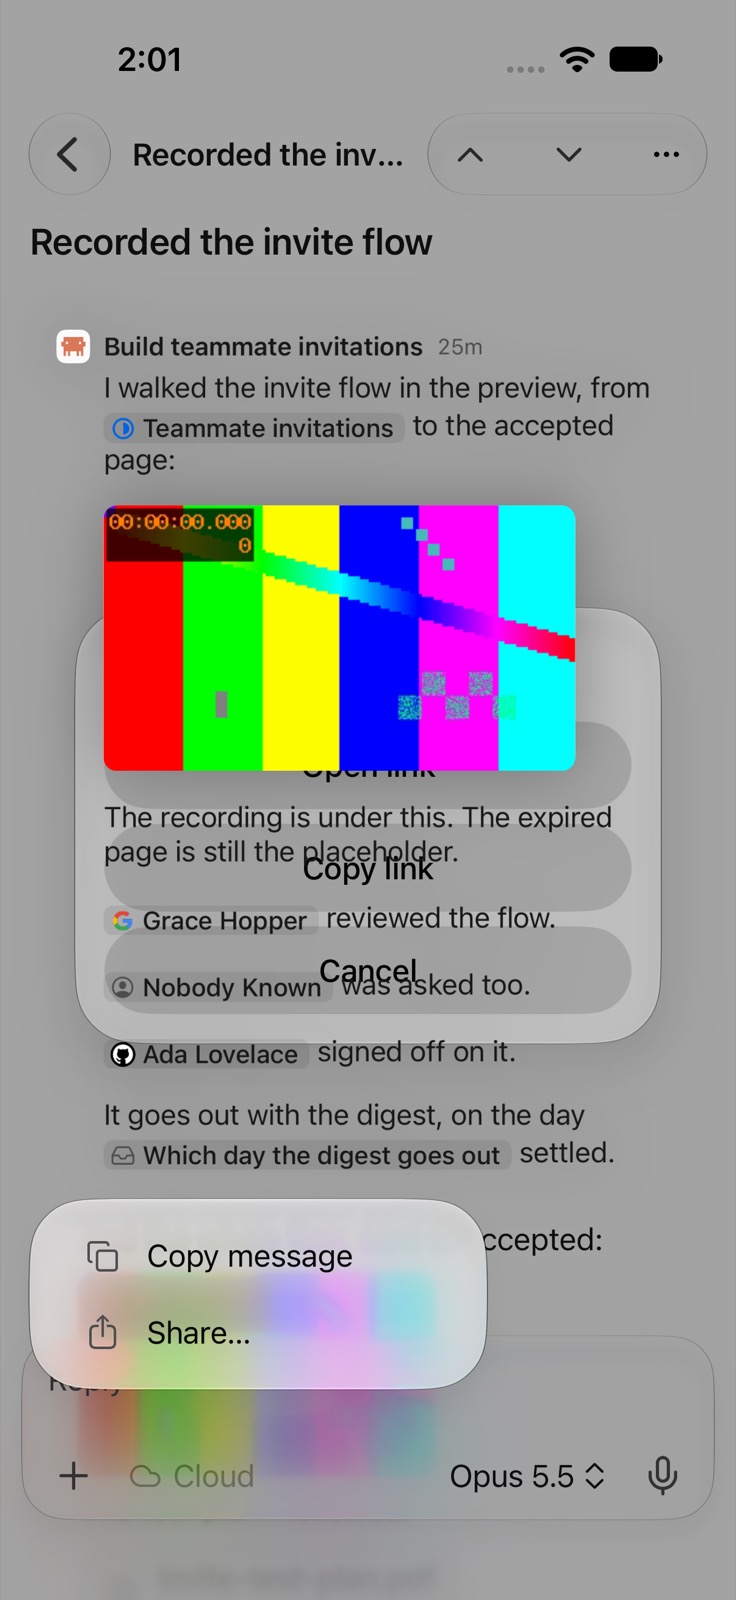 2:01
Recorded the inv...
Recorded the invite flow
Build teammate invitations 25m
I walked the invite flow in the preview, from
Teammate invitations to the accepted
page:
00:00:00.000
0
Open link
The recording is under this. The expired
page is still the placeholder.
Copy link
Grace Hopper reviewed the flow.
Cancel
Nobody Known was asked too.
Ada Lovelace signed off on it.
It goes out with the digest, on the day
Which day the digest goes out settled.
ccepted:
Copy message
Share...
Reply
Cloud
Opus 5.5